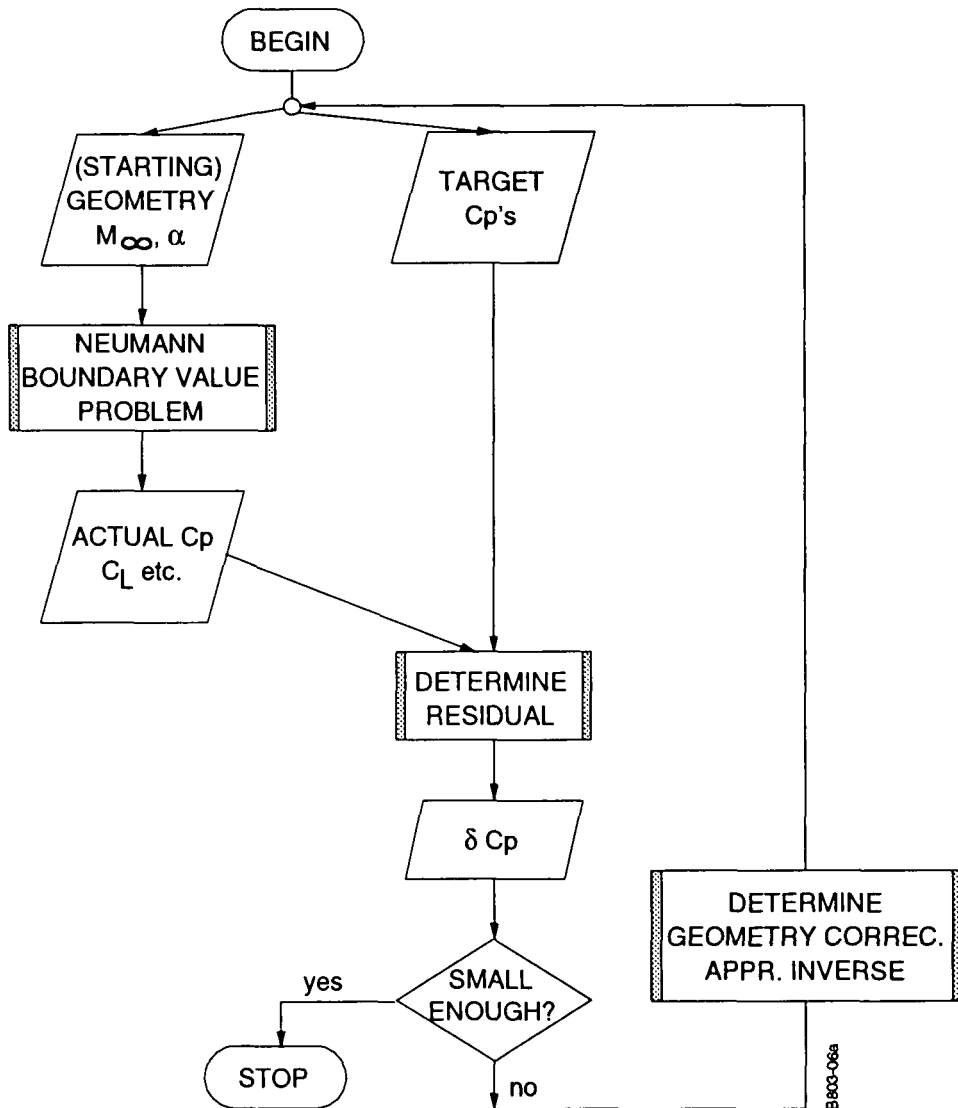 BEGIN
(STARTING)
GEOMETRY
M∞, α
TARGET
Cp's
NEUMANN
BOUNDARY VALUE
PROBLEM
ACTUAL Cp
CL etc.
DETERMINE
RESIDUAL
δ Cp
DETERMINE
GEOMETRY CORREC.
APPR. INVERSE
SMALL
ENOUGH?
yes
STOP
no
B803-06a